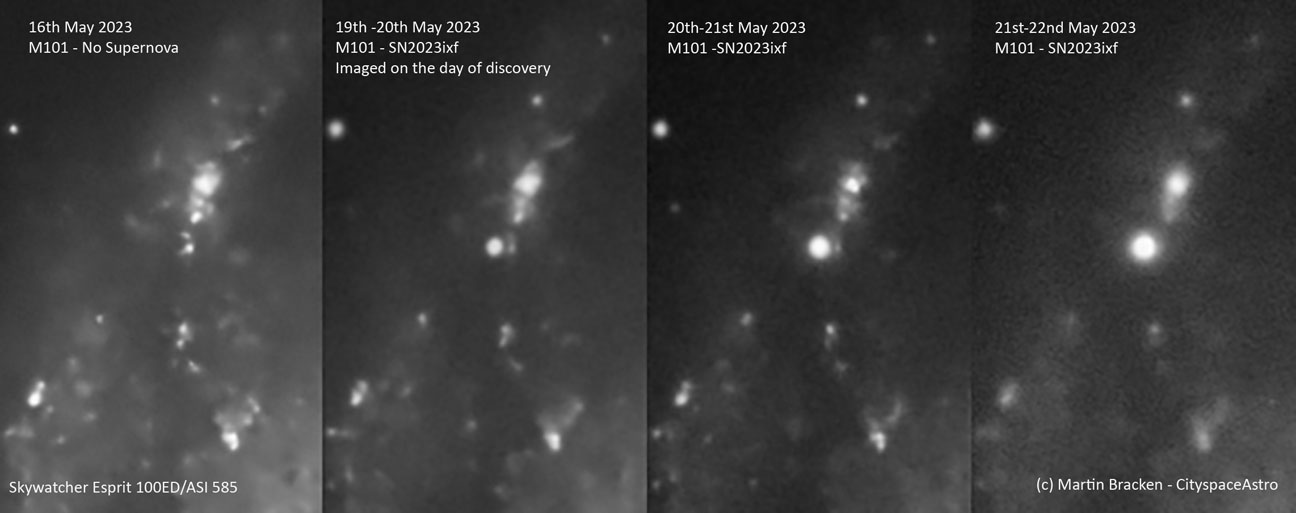 16th May 2023
M101 - No Supernova
19th -20th May 2023
M101 - SN2023ixf
Imaged on the day of discovery
20th-21st May 2023
M101 -SN2023ixf
21st-22nd May 2023
M101 - SN2023ixf
Skywatcher Esprit 100ED/ASI 585
(c) Martin Bracken - CityspaceAstro